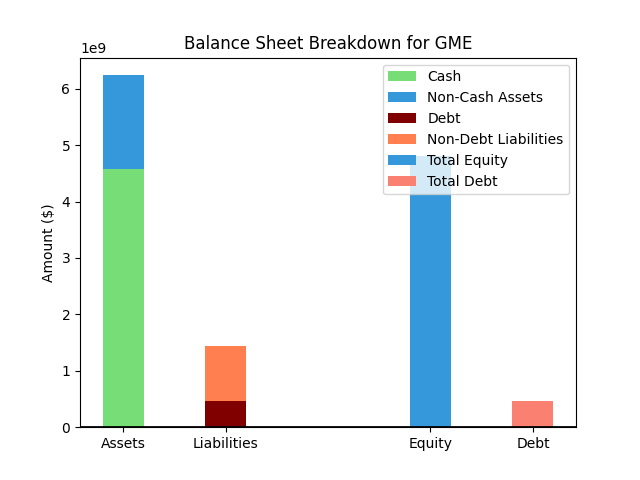 Balance Sheet Breakdown for GME
1e9
6
5
4
3
2
1
0
Amount ($)
Cash
Non-Cash Assets
Debt
Non-Debt Liabilities
Total Equity
Total Debt
Assets
Liabilities
Equity
Debt